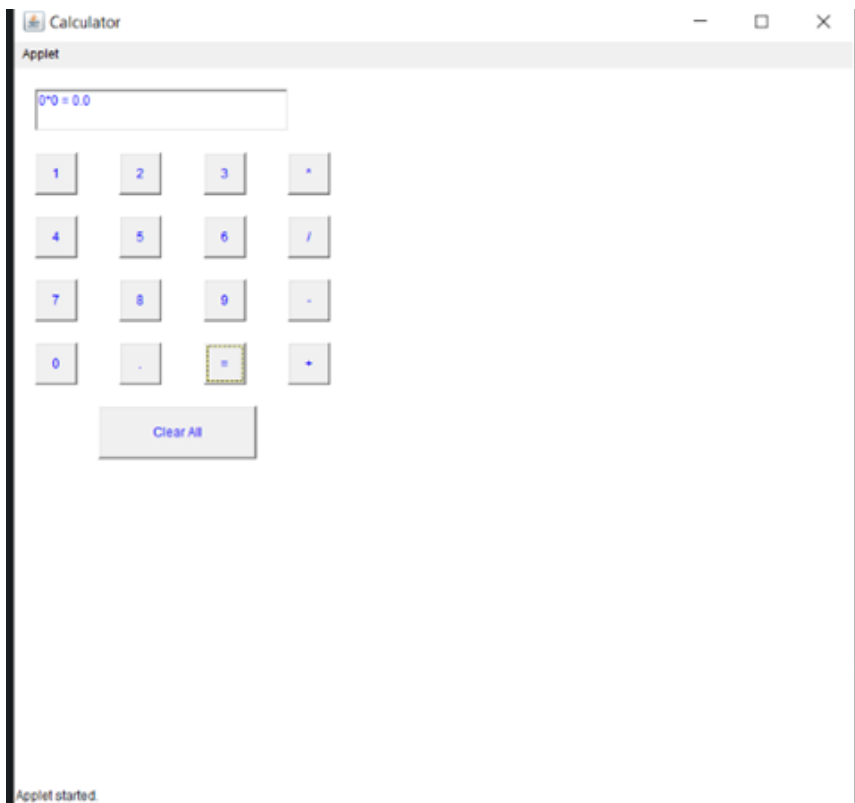 Calculator
Applet
0*0 = 0.0
1 2 3 *
4 5 6 /
7 8 9 -
0 . = +
Clear All
Applet started.